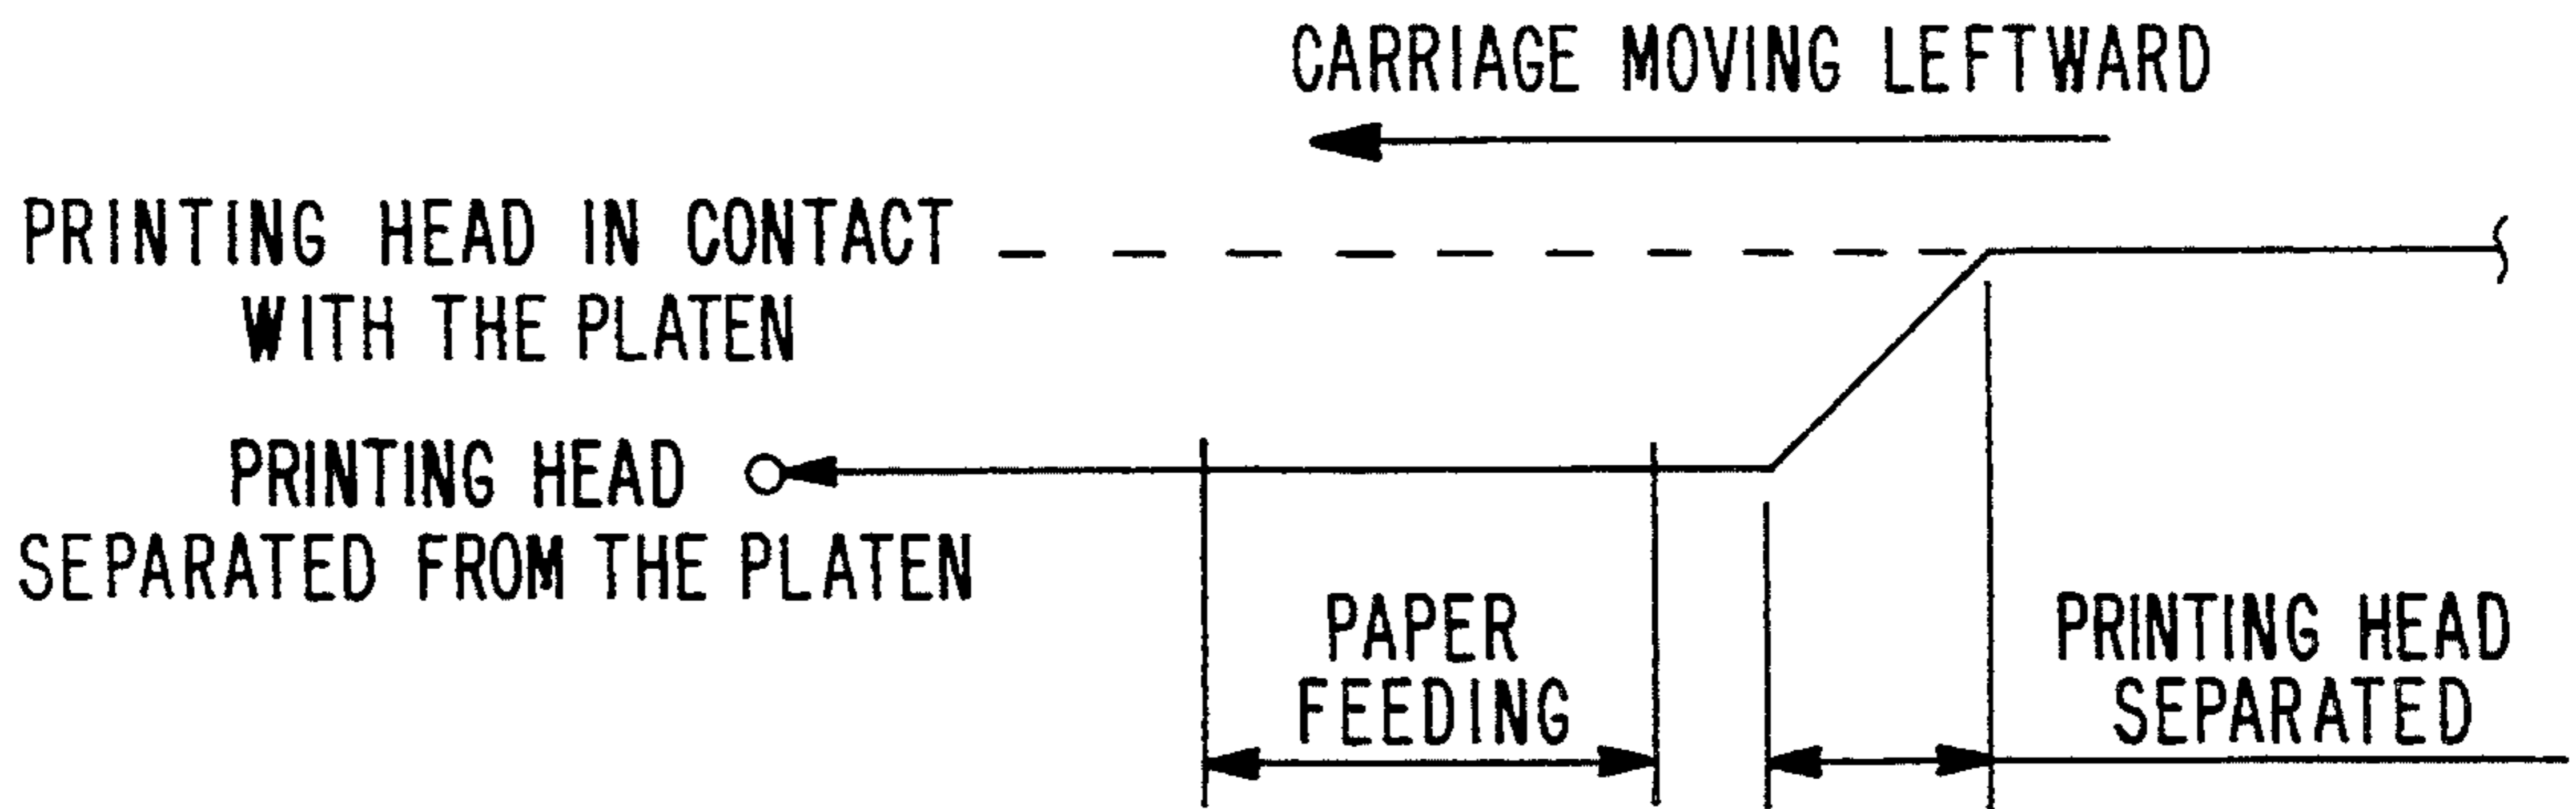 CARRIAGE MOVING LEFTWARD
PRINTING HEAD IN CONTACT
WITH THE PLATEN
PRINTING HEAD
SEPARATED FROM THE PLATEN
PAPER
FEEDING
PRINTING HEAD
SEPARATED